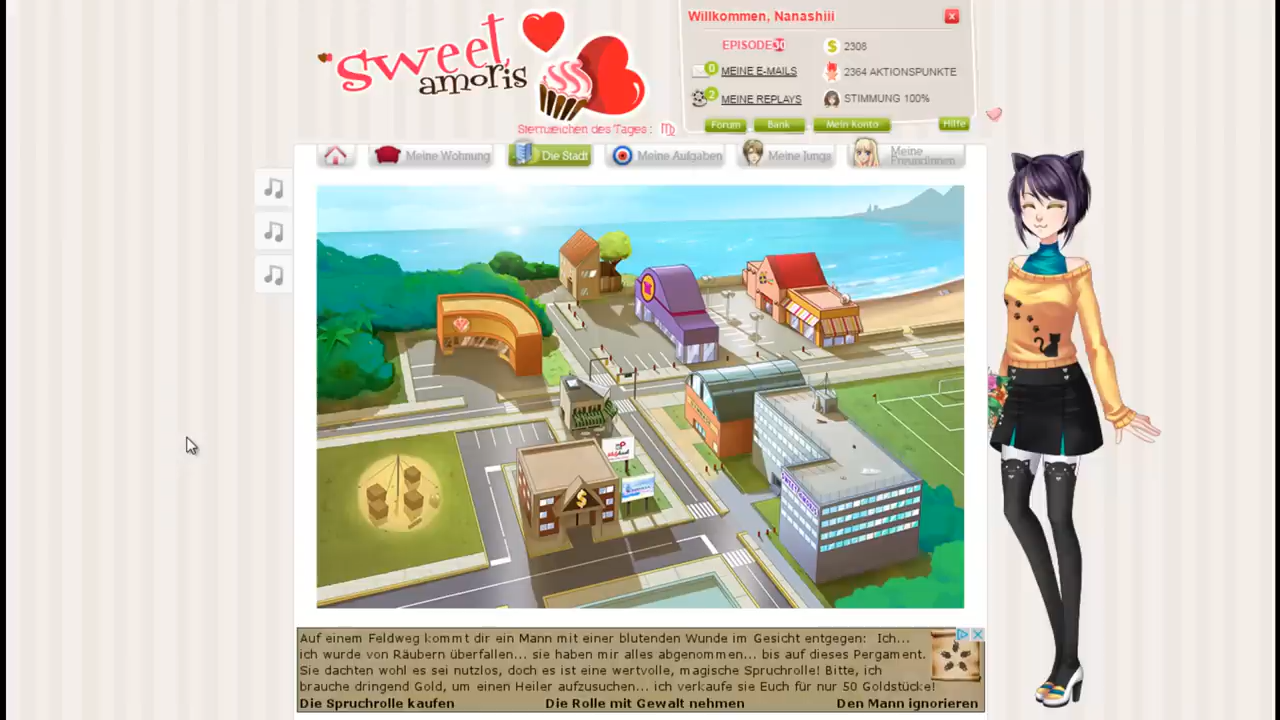 sweet
amoris
Willkommen, Nanashiii
EPISODE 30
2308
0 MEINE E-MAILS
2364 AKTIONSPUNKTE
2 MEINE REPLAYS
STIMMUNG 100%
Sternzeichen des Tages :
Forum
Bank
Mein Konto
Hilfe
Meine Wohnung
Die Stadt
Meine Aufgaben
Meine Jungs
Meine
FreundInnen
Auf einem Feldweg kommt dir ein Mann mit einer blutenden Wunde im Gesicht entgegen: Ich...
ich wurde von Räubern überfallen... sie haben mir alles abgenommen... bis auf dieses Pergament.
Sie dachten wohl es sei nutzlos, doch es ist eine wertvolle, magische Spruchrolle! Bitte, ich
brauche dringend Gold, um einen Heiler aufzusuchen... ich verkaufe sie Euch für nur 50 Goldstücke!
Die Spruchrolle kaufen
Die Rolle mit Gewalt nehmen
Den Mann ignorieren